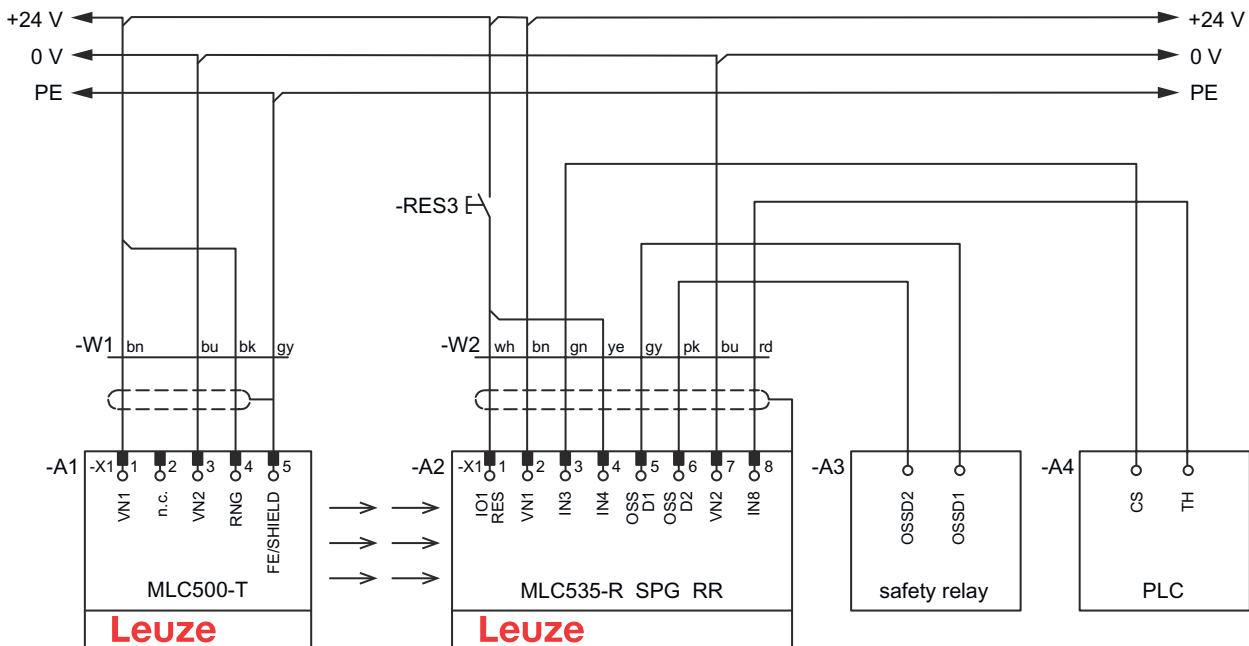 +24 V
+24 V
0 V
0 V
PE
PE
-RES3
-W1 bn bu bk gy
-W2 wh bn gn ye gy pk bu rd
-A1 -X1 1 2 3 4 5
VN1
n.c.
VN2
RNG
FE/SHIELD
MLC500-T
Leuze
-A2 -X1 1 2 3 4 5 6 7 8
IO1
RES
VN1
IN3
IN4
OSS
D1
OSS
D2
VN2
IN8
MLC535-R SPG RR
Leuze
-A3
OSSD2
OSSD1
safety relay
-A4
CS
TH
PLC